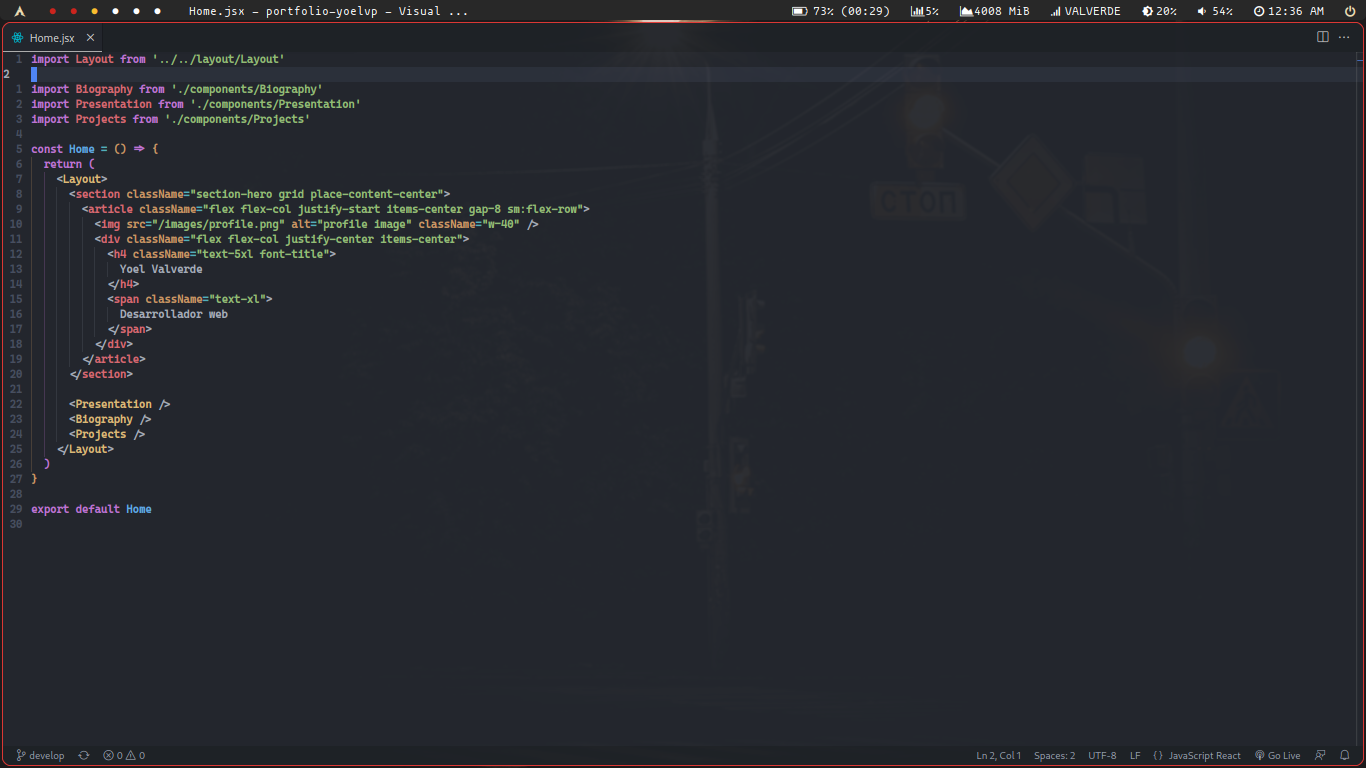 Home.jsx - portfolio-yoelvp - Visual ... 73% (00:29) 5% 4008 MiB VALVERDE 20% 54% 12:36 AM
Home.jsx
1 import Layout from '../../layout/Layout'
2
1 import Biography from './components/Biography'
2 import Presentation from './components/Presentation'
3 import Projects from './components/Projects'
4
5 const Home = () => {
6 return (
7 <Layout>
8 <section className="section-hero grid place-content-center">
9 <article className="flex flex-col justify-start items-center gap-8 sm:flex-row">
10 <img src="/images/profile.png" alt="profile image" className="w-40" />
11 <div className="flex flex-col justify-center items-center">
12 <h4 className="text-5xl font-title">
13 Yoel Valverde
14 </h4>
15 <span className="text-xl">
16 Desarrollador web
17 </span>
18 </div>
19 </article>
20 </section>
21
22 <Presentation />
23 <Biography />
24 <Projects />
25 </Layout>
26 )
27 }
28
29 export default Home
30
СТОП
develop 0 0 Ln 2, Col 1 Spaces: 2 UTF-8 LF {} JavaScript React Go Live